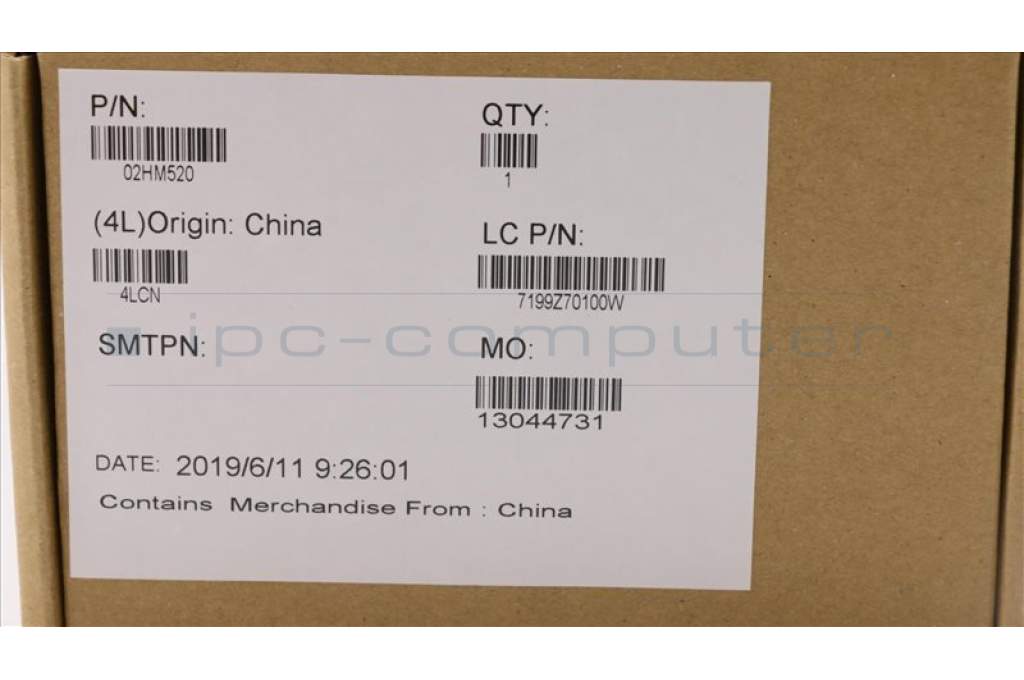 P/N:
02HM520
QTY:
1
(4L)Origin: China
4LCN
LC P/N:
7199Z70100W
ipc-computer
SMTPN:
MO:
13044731
DATE: 2019/6/11 9:26:01
Contains Merchandise From : China